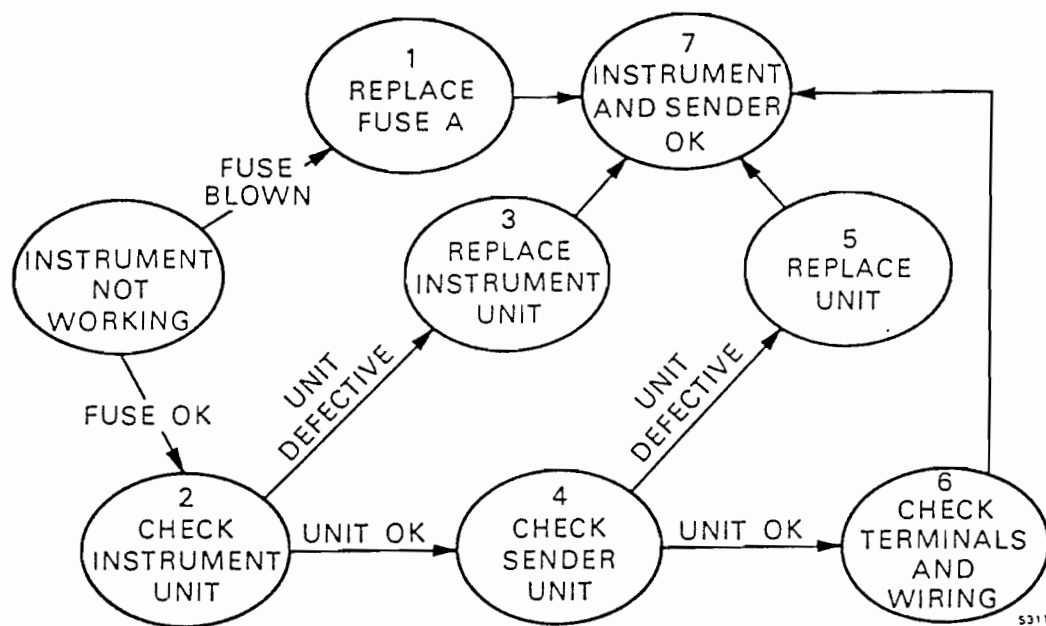 1
REPLACE
FUSE A
7
INSTRUMENT
AND SENDER
OK
FUSE
BLOWN
INSTRUMENT
NOT
WORKING
3
REPLACE
INSTRUMENT
UNIT
5
REPLACE
UNIT
FUSE OK
UNIT
DEFECTIVE
UNIT
DEFECTIVE
2
CHECK
INSTRUMENT
UNIT
UNIT OK
4
CHECK
SENDER
UNIT
UNIT OK
6
CHECK
TERMINALS
AND
WIRING